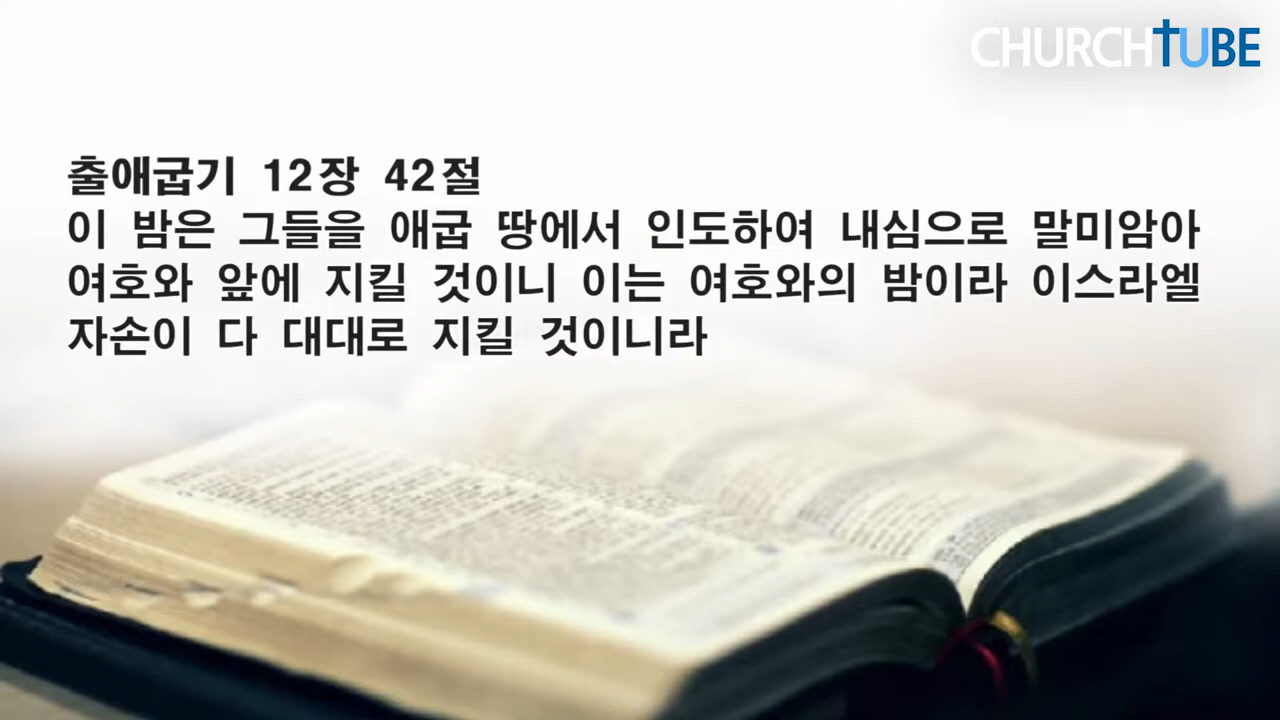 CHURCHTUBE
출애굽기 12장 42절
이 밤은 그들을 애굽 땅에서 인도하여 내심으로 말미암아
여호와 앞에 지킬 것이니 이는 여호와의 밤이라 이스라엘
자손이 다 대대로 지킬 것이니라